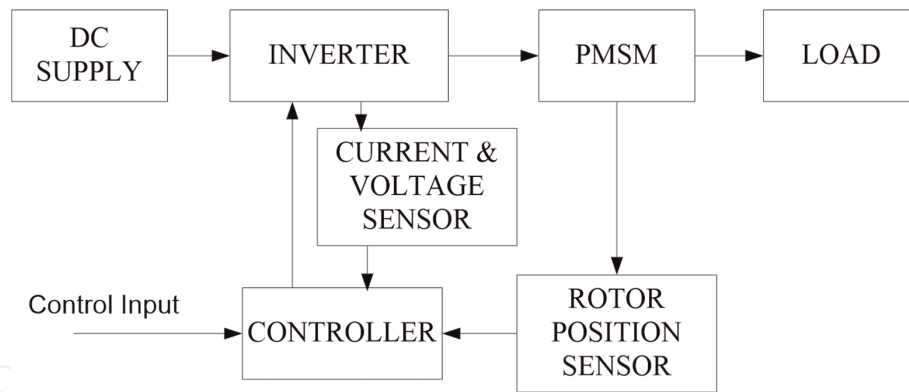 DC
SUPPLY
INVERTER
PMSM
LOAD
CURRENT &
VOLTAGE
SENSOR
Control Input
CONTROLLER
ROTOR
POSITION
SENSOR